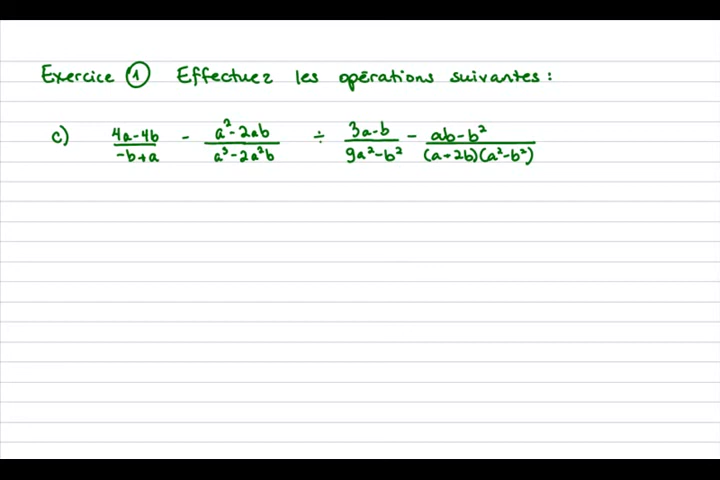 Exercice ① Effectuez les opérations suivantes :
c) (4a-4b)/(-b+a) - (a²-2ab)/(a³-2a²b) ÷ (3a-b)/(9a²-b²) - (ab-b²)/((a-2b)(a²-b²))